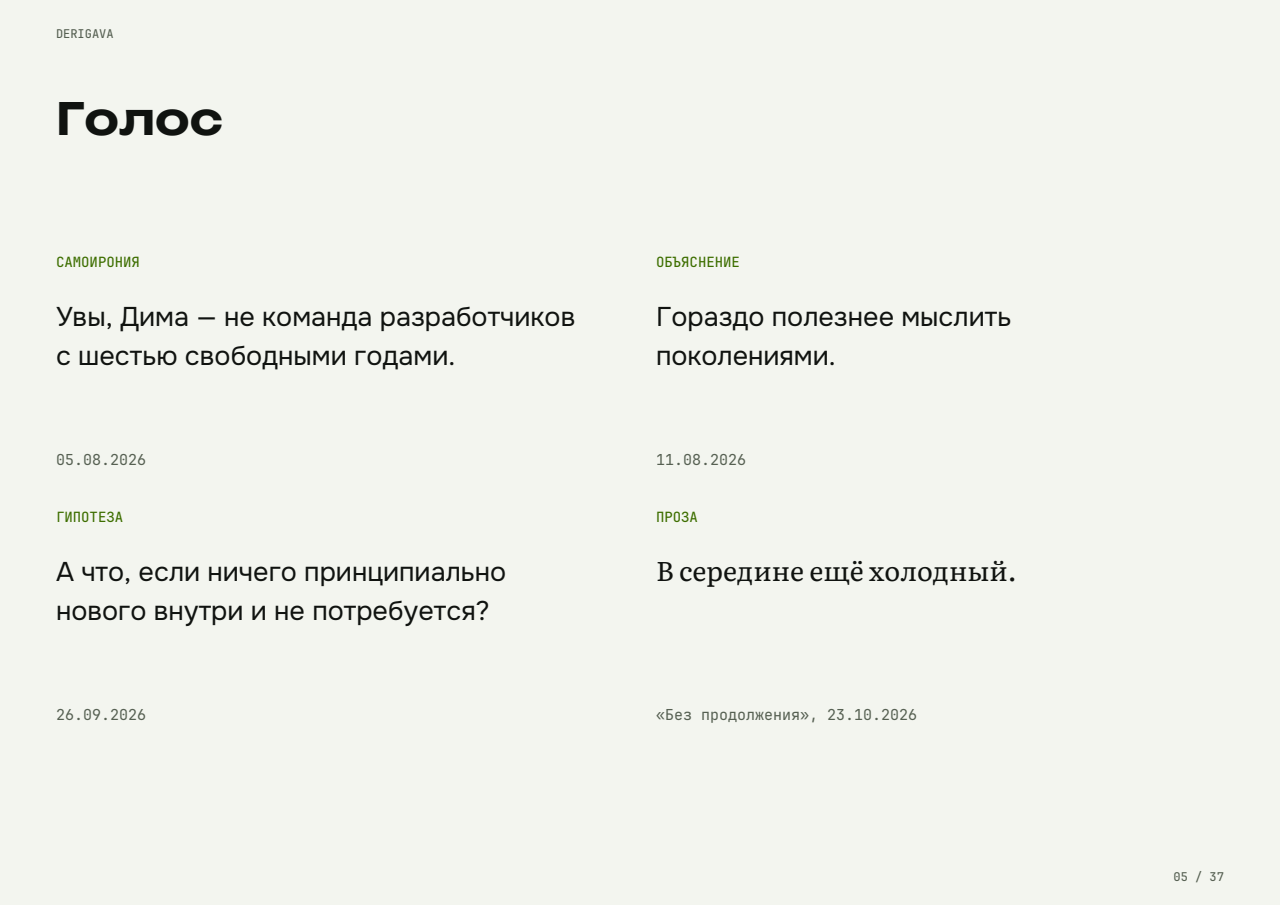 DERIGAVA
Голос
САМОИРОНИЯ
Увы, Дима — не команда разработчиков
с шестью свободными годами.
05.08.2026
ОБЪЯСНЕНИЕ
Гораздо полезнее мыслить
поколениями.
11.08.2026
ГИПОТЕЗА
А что, если ничего принципиально
нового внутри и не потребуется?
26.09.2026
ПРОЗА
В середине ещё холодный.
«Без продолжения», 23.10.2026
05 / 37